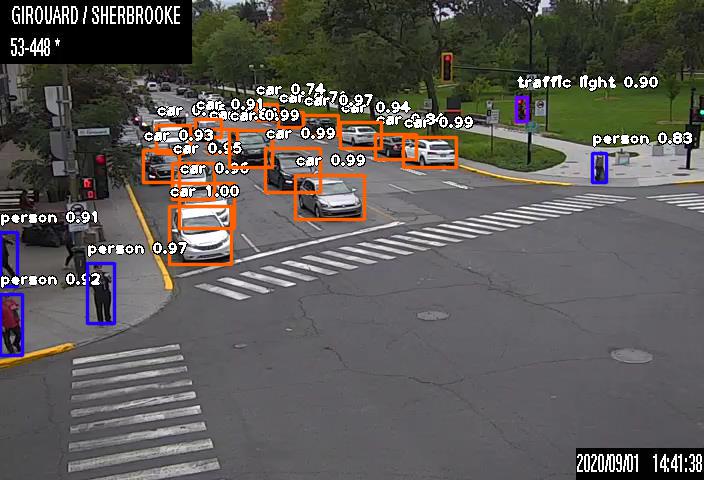 GIROUARD / SHERBROOKE
53-448 *
car 0.74
car 0.91
car 0.97
traffic light 0.90
car 0.94
car 0.99
car 0.93
car 0.99
car 0.99
person 0.83
car 0.95
car 0.99
car 0.96
car 1.00
person 0.91
person 0.97
person 0.92
2020/09/01 14:41:38